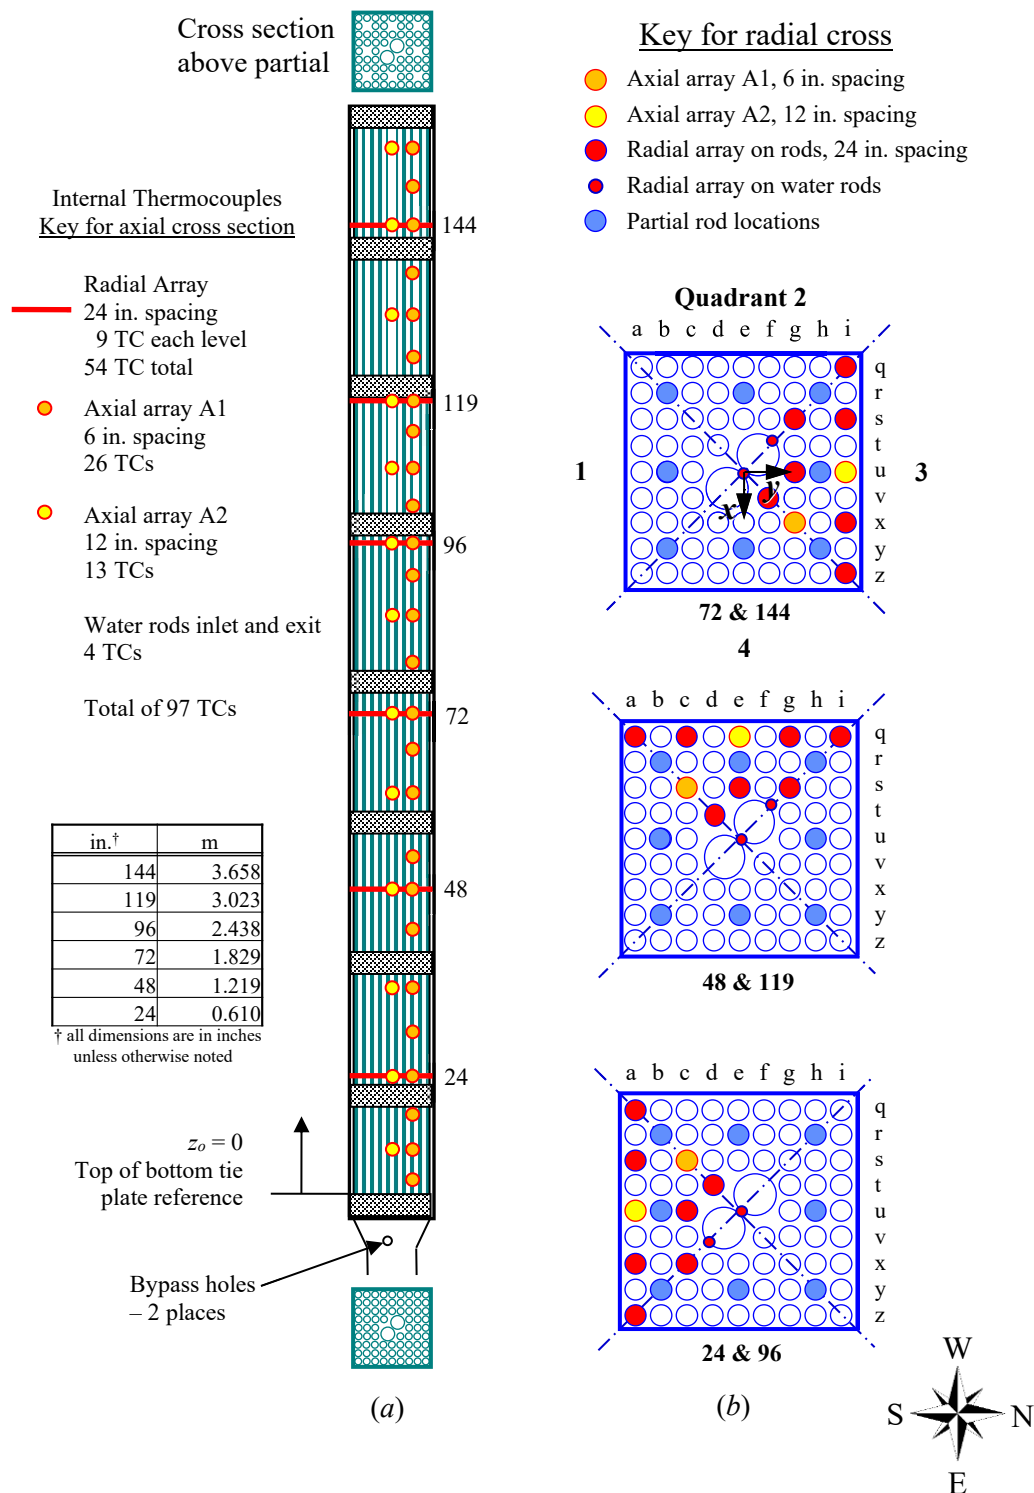 Cross section
above partial
Internal Thermocouples
Key for axial cross section
Radial Array
24 in. spacing
9 TC each level
54 TC total
Axial array A1
6 in. spacing
26 TCs
Axial array A2
12 in. spacing
13 TCs
Water rods inlet and exit
4 TCs
Total of 97 TCs
in.† m
144 3.658
119 3.023
96 2.438
72 1.829
48 1.219
24 0.610
† all dimensions are in inches
unless otherwise noted
zₒ = 0
Top of bottom tie
plate reference
Bypass holes
– 2 places
144
119
96
72
48
24
(a)
Key for radial cross
Axial array A1, 6 in. spacing
Axial array A2, 12 in. spacing
Radial array on rods, 24 in. spacing
Radial array on water rods
Partial rod locations
Quadrant 2
a b c d e f g h i
q
r
s
t
1 u 3
y
v
x
x
y
z
72 & 144
4
a b c d e f g h i
q
r
s
t
u
v
x
y
z
48 & 119
a b c d e f g h i
q
r
s
t
u
v
x
y
z
24 & 96
(b)
W
S N
E